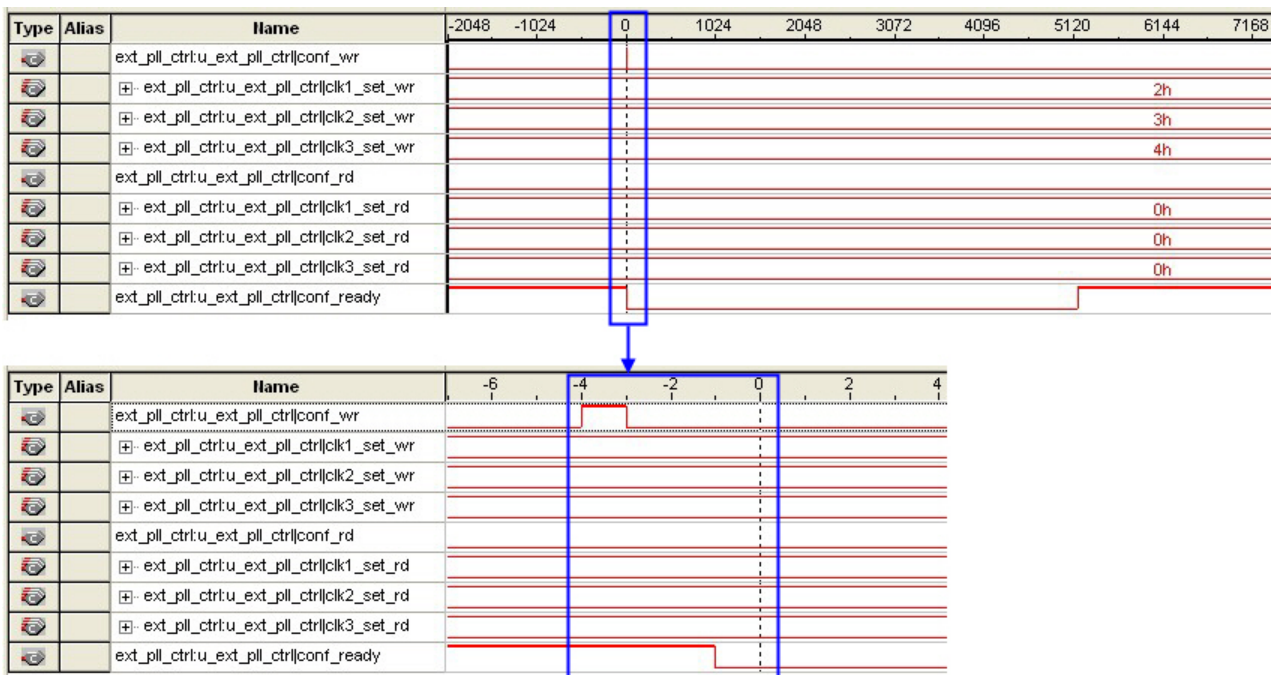 Type Alias Name -2048 -1024 0 1024 2048 3072 4096 5120 6144 7168
ext_pll_ctrl:u_ext_pll_ctrl|conf_wr
ext_pll_ctrl:u_ext_pll_ctrl|clk1_set_wr 2h
ext_pll_ctrl:u_ext_pll_ctrl|clk2_set_wr 3h
ext_pll_ctrl:u_ext_pll_ctrl|clk3_set_wr 4h
ext_pll_ctrl:u_ext_pll_ctrl|conf_rd
ext_pll_ctrl:u_ext_pll_ctrl|clk1_set_rd 0h
ext_pll_ctrl:u_ext_pll_ctrl|clk2_set_rd 0h
ext_pll_ctrl:u_ext_pll_ctrl|clk3_set_rd 0h
ext_pll_ctrl:u_ext_pll_ctrl|conf_ready
Type Alias Name -6 -4 -2 0 2 4
ext_pll_ctrl:u_ext_pll_ctrl|conf_wr
ext_pll_ctrl:u_ext_pll_ctrl|clk1_set_wr
ext_pll_ctrl:u_ext_pll_ctrl|clk2_set_wr
ext_pll_ctrl:u_ext_pll_ctrl|clk3_set_wr
ext_pll_ctrl:u_ext_pll_ctrl|conf_rd
ext_pll_ctrl:u_ext_pll_ctrl|clk1_set_rd
ext_pll_ctrl:u_ext_pll_ctrl|clk2_set_rd
ext_pll_ctrl:u_ext_pll_ctrl|clk3_set_rd
ext_pll_ctrl:u_ext_pll_ctrl|conf_ready